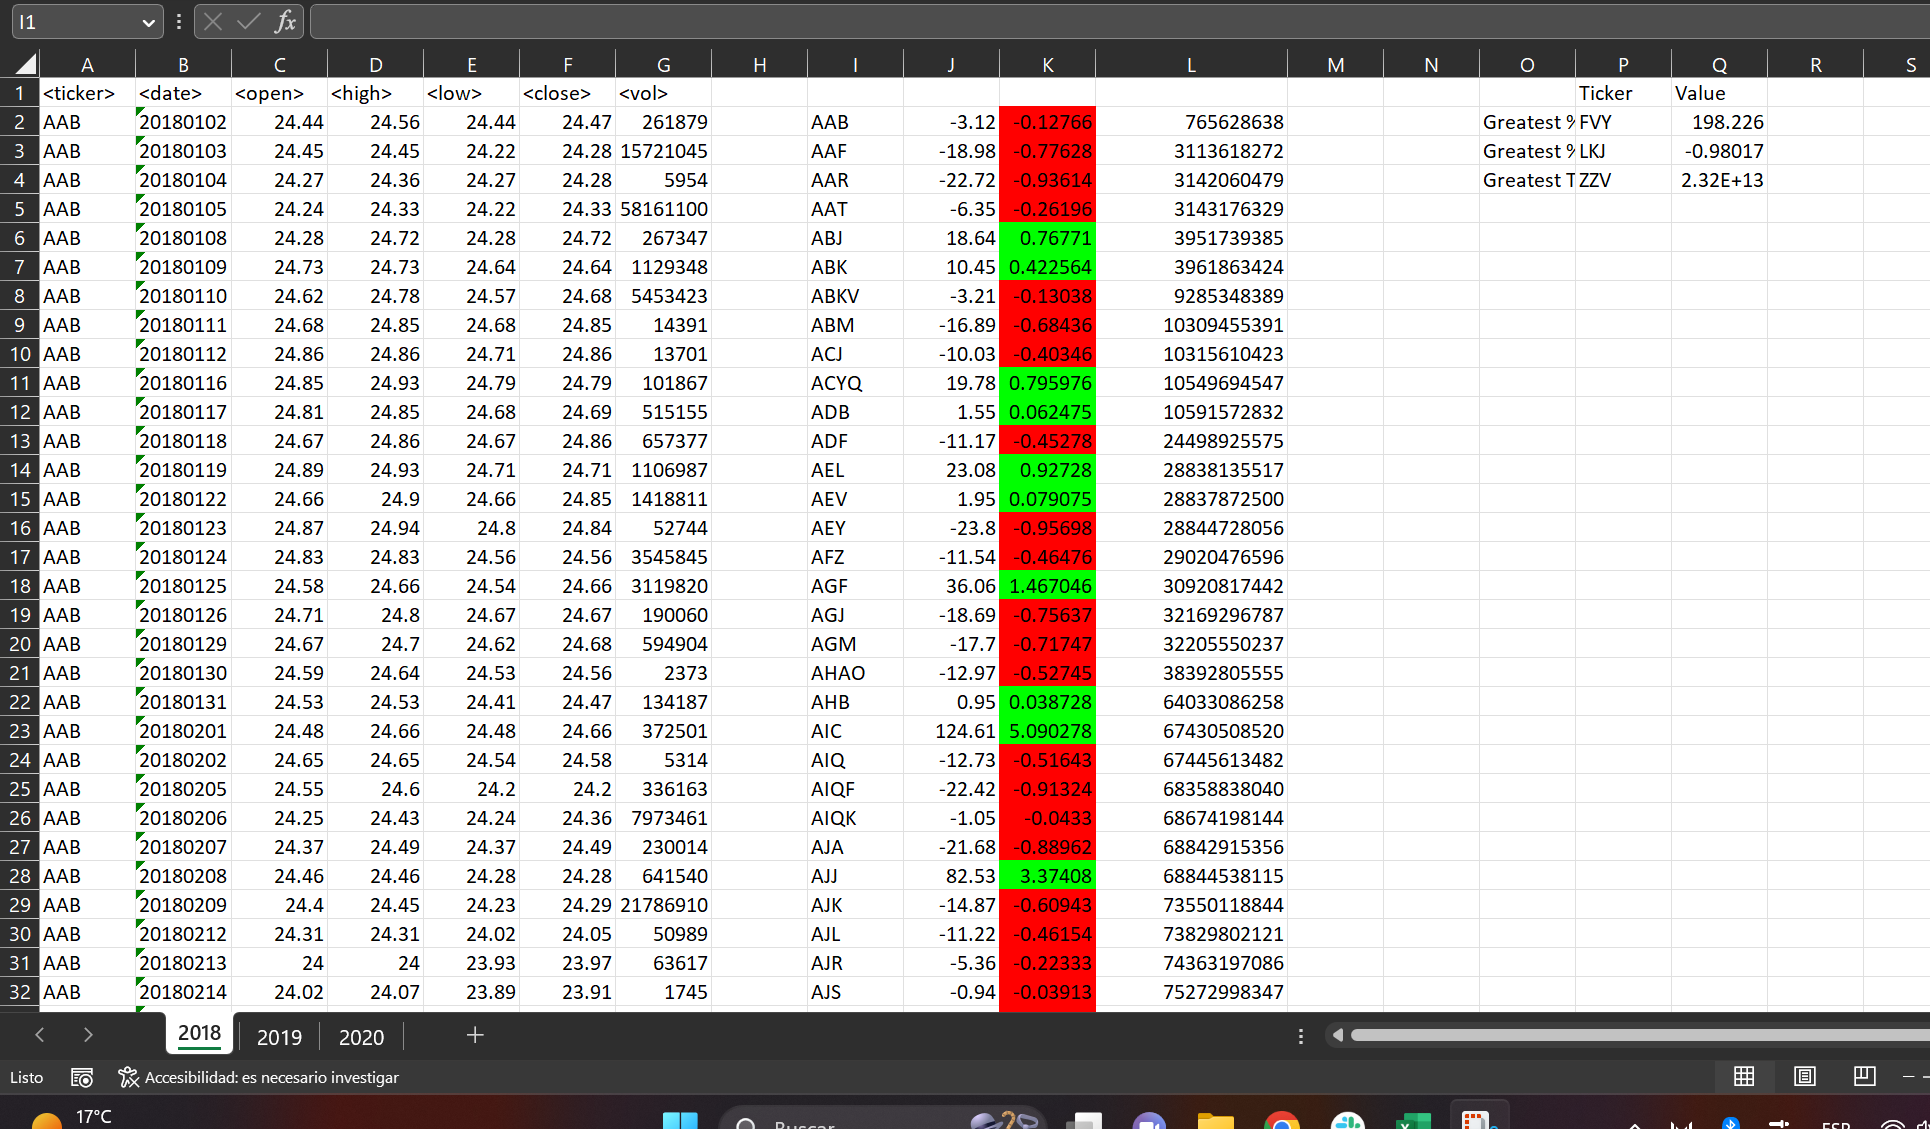 I1 fx
A B C D E F G H I J K L M N O P Q R S
1 <ticker> <date> <open> <high> <low> <close> <vol> Ticker Value
2 AAB 20180102 24.44 24.56 24.44 24.47 261879 AAB -3.12 -0.12766 765628638 Greatest % FVY 198.226
3 AAB 20180103 24.45 24.45 24.22 24.28 15721045 AAF -18.98 -0.77628 3113618272 Greatest % LKJ -0.98017
4 AAB 20180104 24.27 24.36 24.27 24.28 5954 AAR -22.72 -0.93614 3142060479 Greatest T ZZV 2.32E+13
5 AAB 20180105 24.24 24.33 24.22 24.33 58161100 AAT -6.35 -0.26196 3143176329
6 AAB 20180108 24.28 24.72 24.28 24.72 267347 ABJ 18.64 0.76771 3951739385
7 AAB 20180109 24.73 24.73 24.64 24.64 1129348 ABK 10.45 0.422564 3961863424
8 AAB 20180110 24.62 24.78 24.57 24.68 5453423 ABKV -3.21 -0.13038 9285348389
9 AAB 20180111 24.68 24.85 24.68 24.85 14391 ABM -16.89 -0.68436 10309455391
10 AAB 20180112 24.86 24.86 24.71 24.86 13701 ACJ -10.03 -0.40346 10315610423
11 AAB 20180116 24.85 24.93 24.79 24.79 101867 ACYQ 19.78 0.795976 10549694547
12 AAB 20180117 24.81 24.85 24.68 24.69 515155 ADB 1.55 0.062475 10591572832
13 AAB 20180118 24.67 24.86 24.67 24.86 657377 ADF -11.17 -0.45278 24498925575
14 AAB 20180119 24.89 24.93 24.71 24.71 1106987 AEL 23.08 0.92728 28838135517
15 AAB 20180122 24.66 24.9 24.66 24.85 1418811 AEV 1.95 0.079075 28837872500
16 AAB 20180123 24.87 24.94 24.8 24.84 52744 AEY -23.8 -0.95698 28844728056
17 AAB 20180124 24.83 24.83 24.56 24.56 3545845 AFZ -11.54 -0.46476 29020476596
18 AAB 20180125 24.58 24.66 24.54 24.66 3119820 AGF 36.06 1.467046 30920817442
19 AAB 20180126 24.71 24.8 24.67 24.67 190060 AGJ -18.69 -0.75637 32169296787
20 AAB 20180129 24.67 24.7 24.62 24.68 594904 AGM -17.7 -0.71747 32205550237
21 AAB 20180130 24.59 24.64 24.53 24.56 2373 AHAO -12.97 -0.52745 38392805555
22 AAB 20180131 24.53 24.53 24.41 24.47 134187 AHB 0.95 0.038728 64033086258
23 AAB 20180201 24.48 24.66 24.48 24.66 372501 AIC 124.61 5.090278 67430508520
24 AAB 20180202 24.65 24.65 24.54 24.58 5314 AIQ -12.73 -0.51643 67445613482
25 AAB 20180205 24.55 24.6 24.2 24.2 336163 AIQF -22.42 -0.91324 68358838040
26 AAB 20180206 24.25 24.43 24.24 24.36 7973461 AIQK -1.05 -0.0433 68674198144
27 AAB 20180207 24.37 24.49 24.37 24.49 230014 AJA -21.68 -0.88962 68842915356
28 AAB 20180208 24.46 24.46 24.28 24.28 641540 AJJ 82.53 3.37408 68844538115
29 AAB 20180209 24.4 24.45 24.23 24.29 21786910 AJK -14.87 -0.60943 73550118844
30 AAB 20180212 24.31 24.31 24.02 24.05 50989 AJL -11.22 -0.46154 73829802121
31 AAB 20180213 24 24 23.93 23.97 63617 AJR -5.36 -0.22333 74363197086
32 AAB 20180214 24.02 24.07 23.89 23.91 1745 AJS -0.94 -0.03913 75272998347
2018 2019 2020
Listo Accesibilidad: es necesario investigar
17°C Buscar ESP